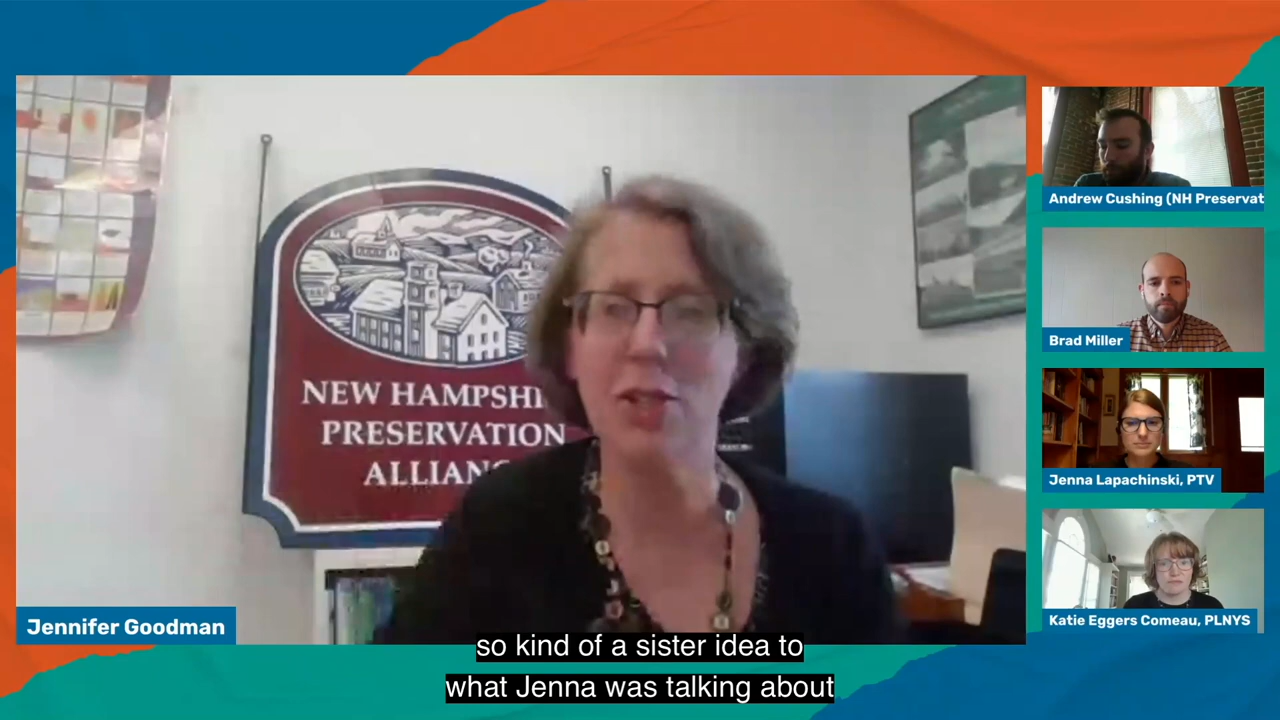 NEW HAMPSHI
PRESERVATION
ALLIANC
Jennifer Goodman
Andrew Cushing (NH Preservat
Brad Miller
Jenna Lapachinski, PTV
Katie Eggers Comeau, PLNYS
so kind of a sister idea to
what Jenna was talking about